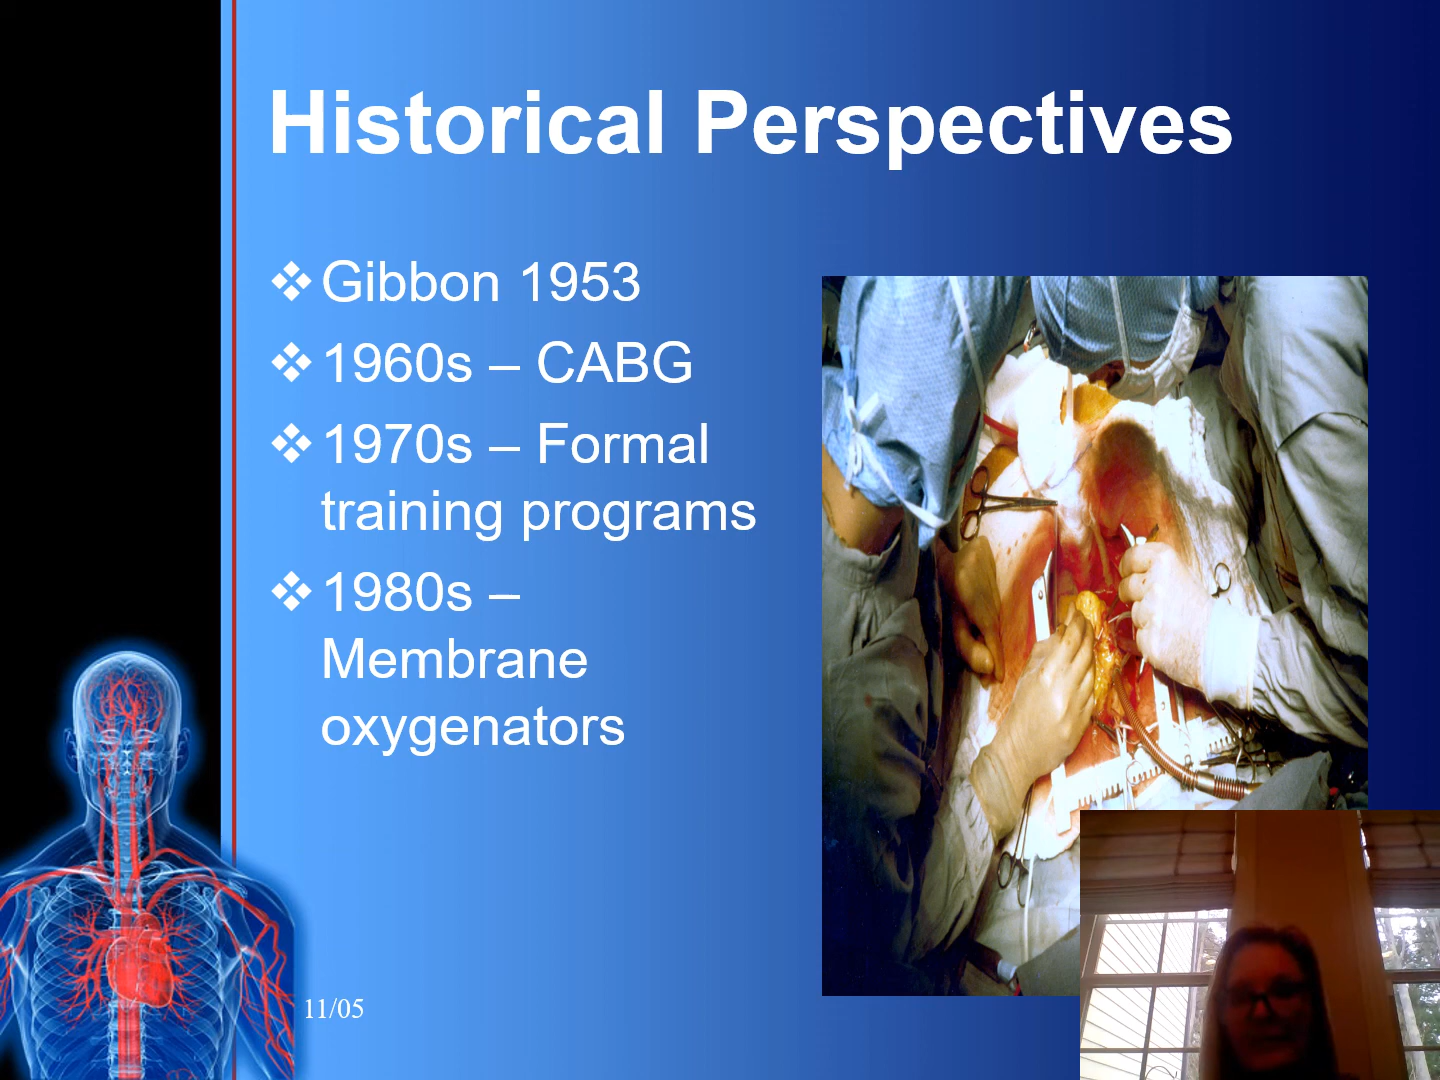 Historical Perspectives
❖Gibbon 1953
❖1960s – CABG
❖1970s – Formal
training programs
❖1980s –
Membrane
oxygenators
11/05